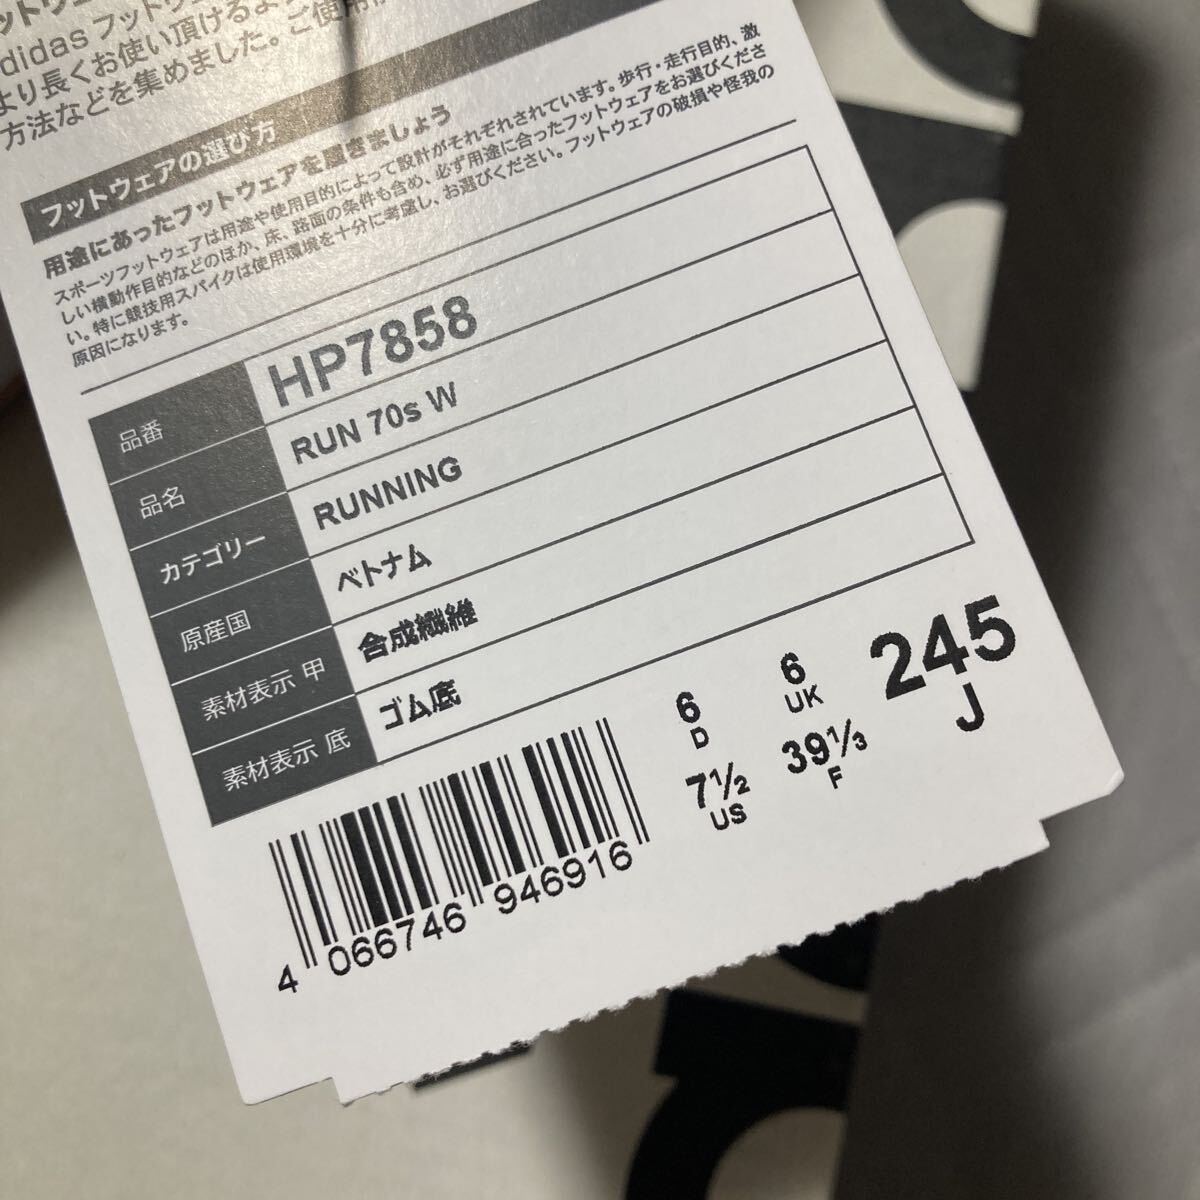 adidas フットウェ
より長くお使い頂けるよ
方法などを集めました。ご使用
フットウェアの選び方
用途にあったフットウェアを履きましょう
スポーツフットウェアは用途や使用目的によって設計がそれぞれされています。歩行・走行目的、激
しい横動作目的などのほか、床、路面の条件も含め、必ず用途に合ったフットウェアをお選びくださ
い。特に競技用スパイクは使用環境を十分に考慮し、お選びください。フットウェアの破損や怪我の
原因になります。
品番 HP7858
品名 RUN 70s W
カテゴリー RUNNING
原産国 ベトナム
素材表示 甲 合成繊維
素材表示 底 ゴム底
6 D
6 UK
245 J
7½ US
39⅓ F
4 066746 946916